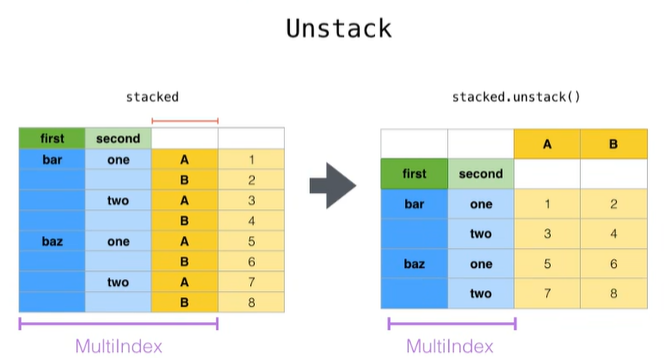 Unstack
stacked
first second
bar one A 1
B 2
two A 3
B 4
baz one A 5
B 6
two A 7
B 8
MultiIndex
stacked.unstack()
A B
first second
bar one 1 2
two 3 4
baz one 5 6
two 7 8
MultiIndex